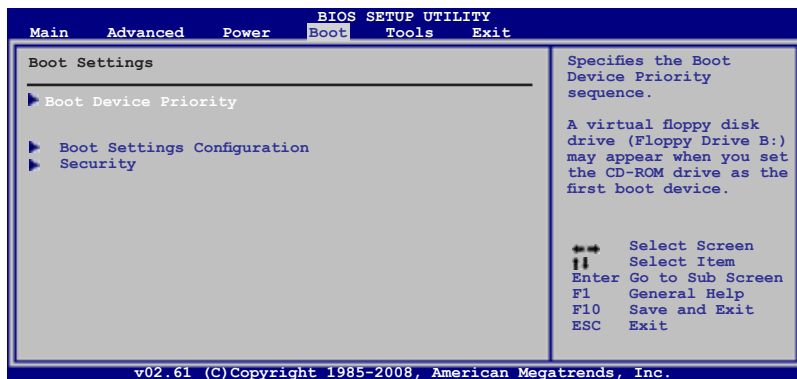 BIOS SETUP UTILITY
Main Advanced Power Boot Tools Exit
Boot Settings
Boot Device Priority
Boot Settings Configuration
Security
Specifies the Boot
Device Priority
sequence.
A virtual floppy disk
drive (Floppy Drive B:)
may appear when you set
the CD-ROM drive as the
first boot device.
Select Screen
Select Item
Enter Go to Sub Screen
F1 General Help
F10 Save and Exit
ESC Exit
v02.61 (C)Copyright 1985-2008, American Megatrends, Inc.